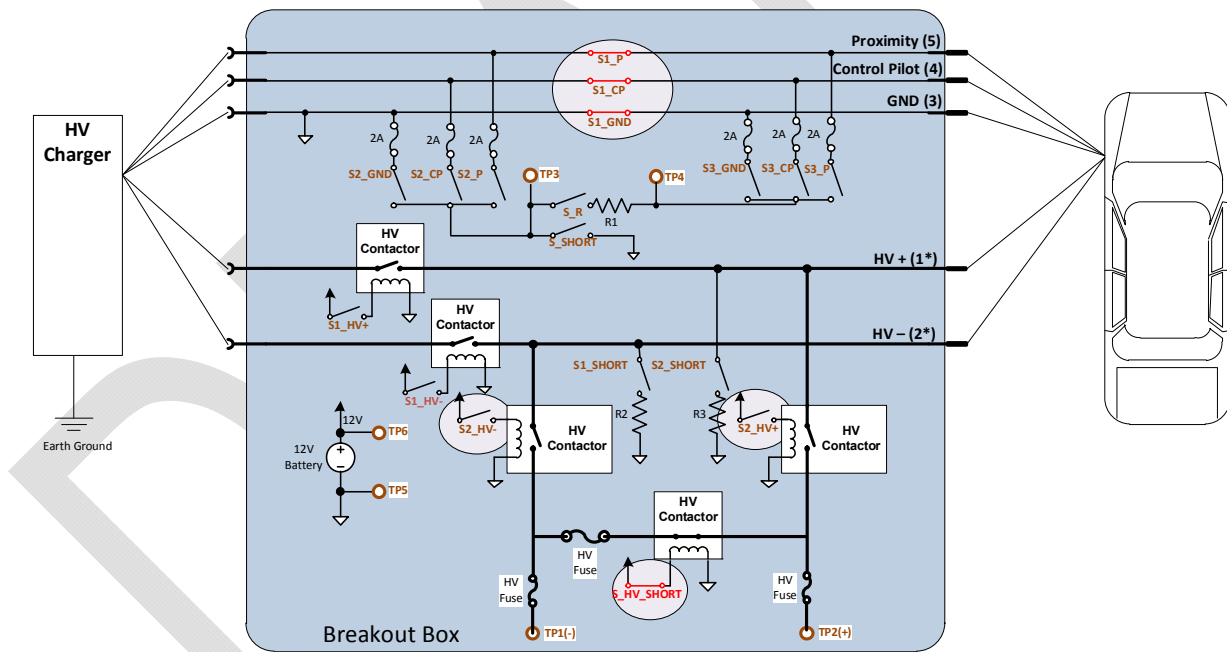 Proximity (5)
S1_P
Control Pilot (4)
S1_CP
GND (3)
S1_GND
HV
Charger
2A
2A
2A
2A
2A
2A
S2_GND
S2_CP
S2_P
TP3
TP4
S3_GND
S3_CP
S3_P
S_R
R1
S_SHORT
HV
Contactor
HV + (1*)
S1_HV+
HV
Contactor
HV – (2*)
S1_SHORT
S2_SHORT
S1_HV-
Earth Ground
12V
TP6
12V
Battery
TP5
S2_HV-
HV
Contactor
R2
R3
S2_HV+
HV
Contactor
HV
Contactor
HV
Fuse
HV
Fuse
S_HV_SHORT
HV
Fuse
Breakout Box
TP1(-)
TP2(+)